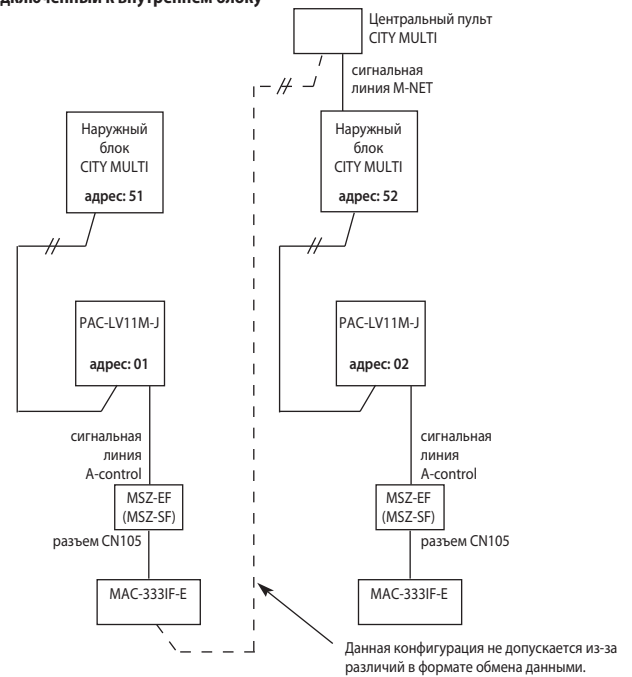 дключенный к внутреннем блоку
Центральный пульт
CITY MULTI
сигнальная
линия M-NET
Наружный
блок
CITY MULTI
адрес: 51
Наружный
блок
CITY MULTI
адрес: 52
PAC-LV11M-J
адрес: 01
PAC-LV11M-J
адрес: 02
сигнальная
линия
A-control
сигнальная
линия
A-control
MSZ-EF
(MSZ-SF)
MSZ-EF
(MSZ-SF)
разъем CN105
разъем CN105
MAC-333IF-E
MAC-333IF-E
Данная конфигурация не допускается из-за
различий в формате обмена данными.